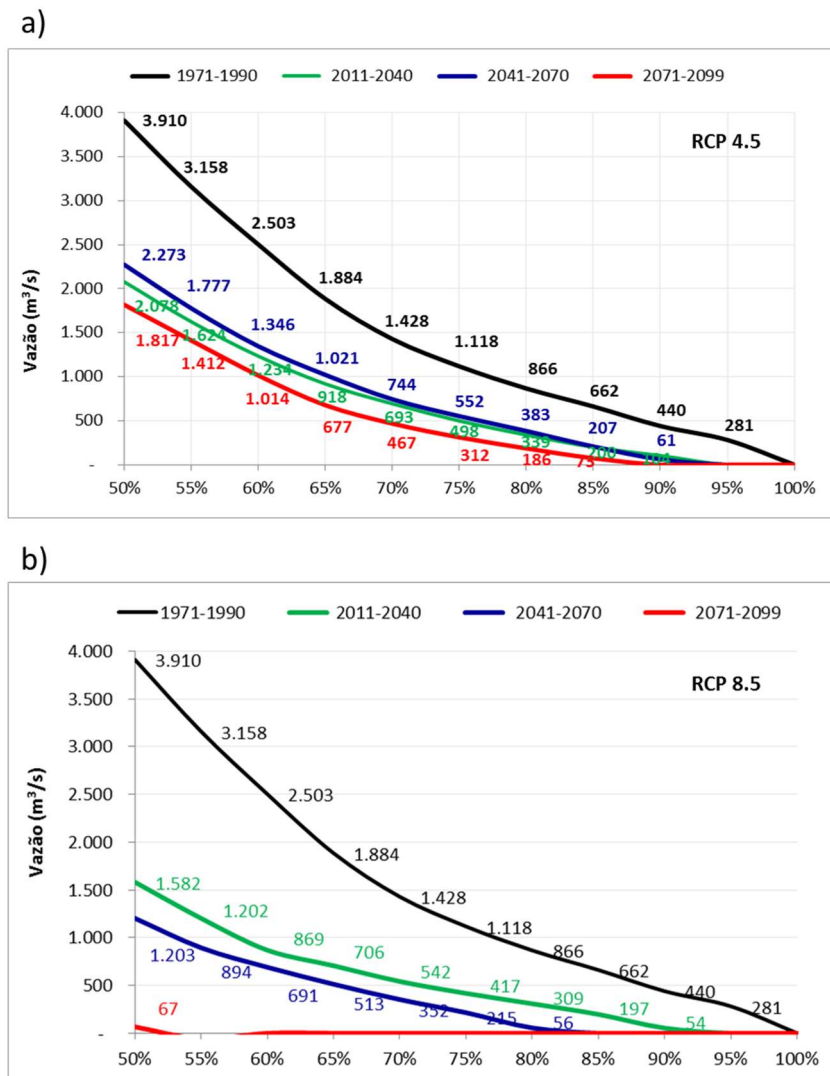 a)
1971-1990 2011-2040 2041-2070 2071-2099
RCP 4.5
Vazão (m³/s)
4.000
3.500
3.000
2.500
2.000
1.500
1.000
500
-
3.910 3.158 2.503 1.884 1.428 1.118 866 662 440 281
2.273 1.777 1.346 1.021 744 552 383 207 61
2.078 1.624 1.234 918 693 498 339 200 104
1.817 1.412 1.014 677 467 312 186 73
50% 55% 60% 65% 70% 75% 80% 85% 90% 95% 100%
b)
1971-1990 2011-2040 2041-2070 2071-2099
RCP 8.5
Vazão (m³/s)
4.000
3.500
3.000
2.500
2.000
1.500
1.000
500
-
3.910 3.158 2.503 1.884 1.428 1.118 866 662 440 281
1.582 1.202 869 706 542 417 309 197 54
1.203 894 691 513 352 215 56
67
50% 55% 60% 65% 70% 75% 80% 85% 90% 95% 100%